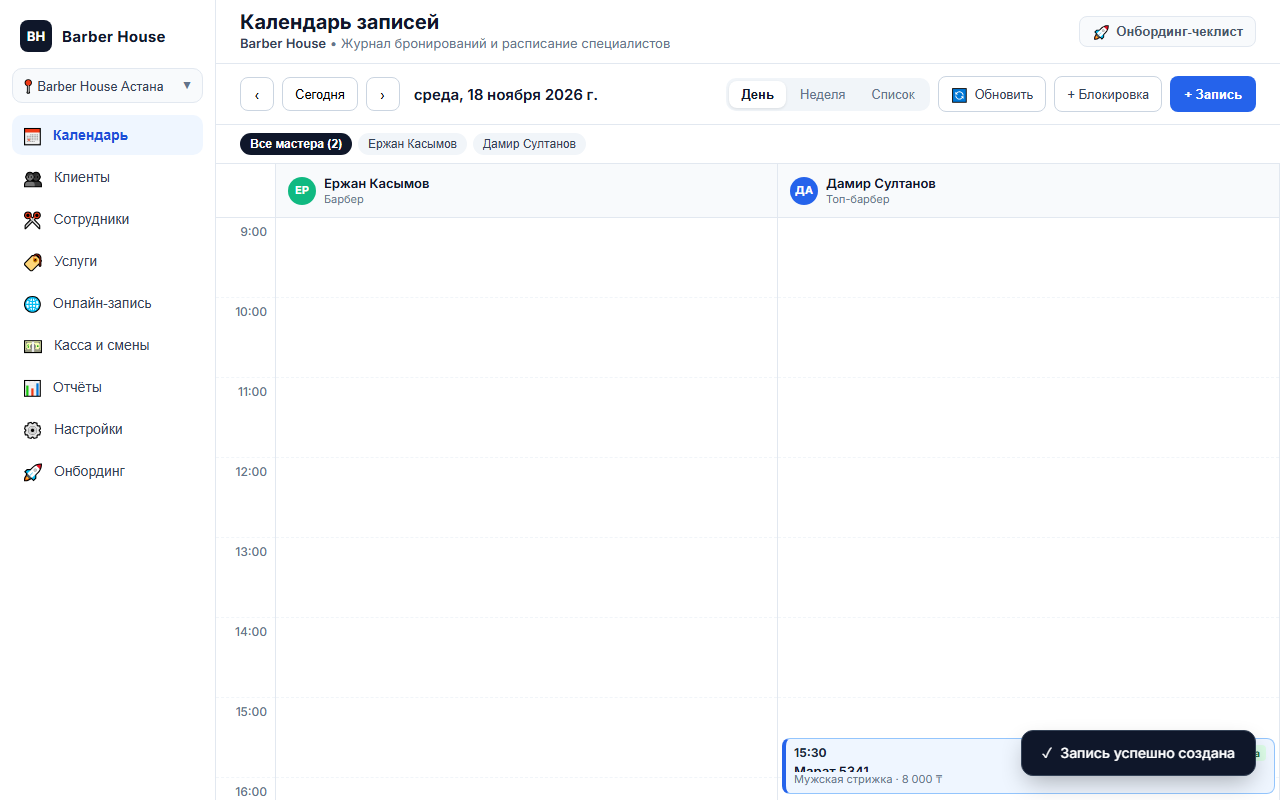 BH Barber House
Barber House Астана ▼
Календарь
Клиенты
Сотрудники
Услуги
Онлайн-запись
Касса и смены
Отчёты
Настройки
Онбординг
Календарь записей
Barber House • Журнал бронирований и расписание специалистов
Онбординг-чеклист
‹ Сегодня › среда, 18 ноября 2026 г.
День Неделя Список Обновить + Блокировка + Запись
Все мастера (2) Ержан Касымов Дамир Султанов
ЕР Ержан Касымов
Барбер
ДА Дамир Султанов
Топ-барбер
9:00
10:00
11:00
12:00
13:00
14:00
15:00
16:00
15:30
Марат 5341
Мужская стрижка · 8 000 ₸
✓ Запись успешно создана